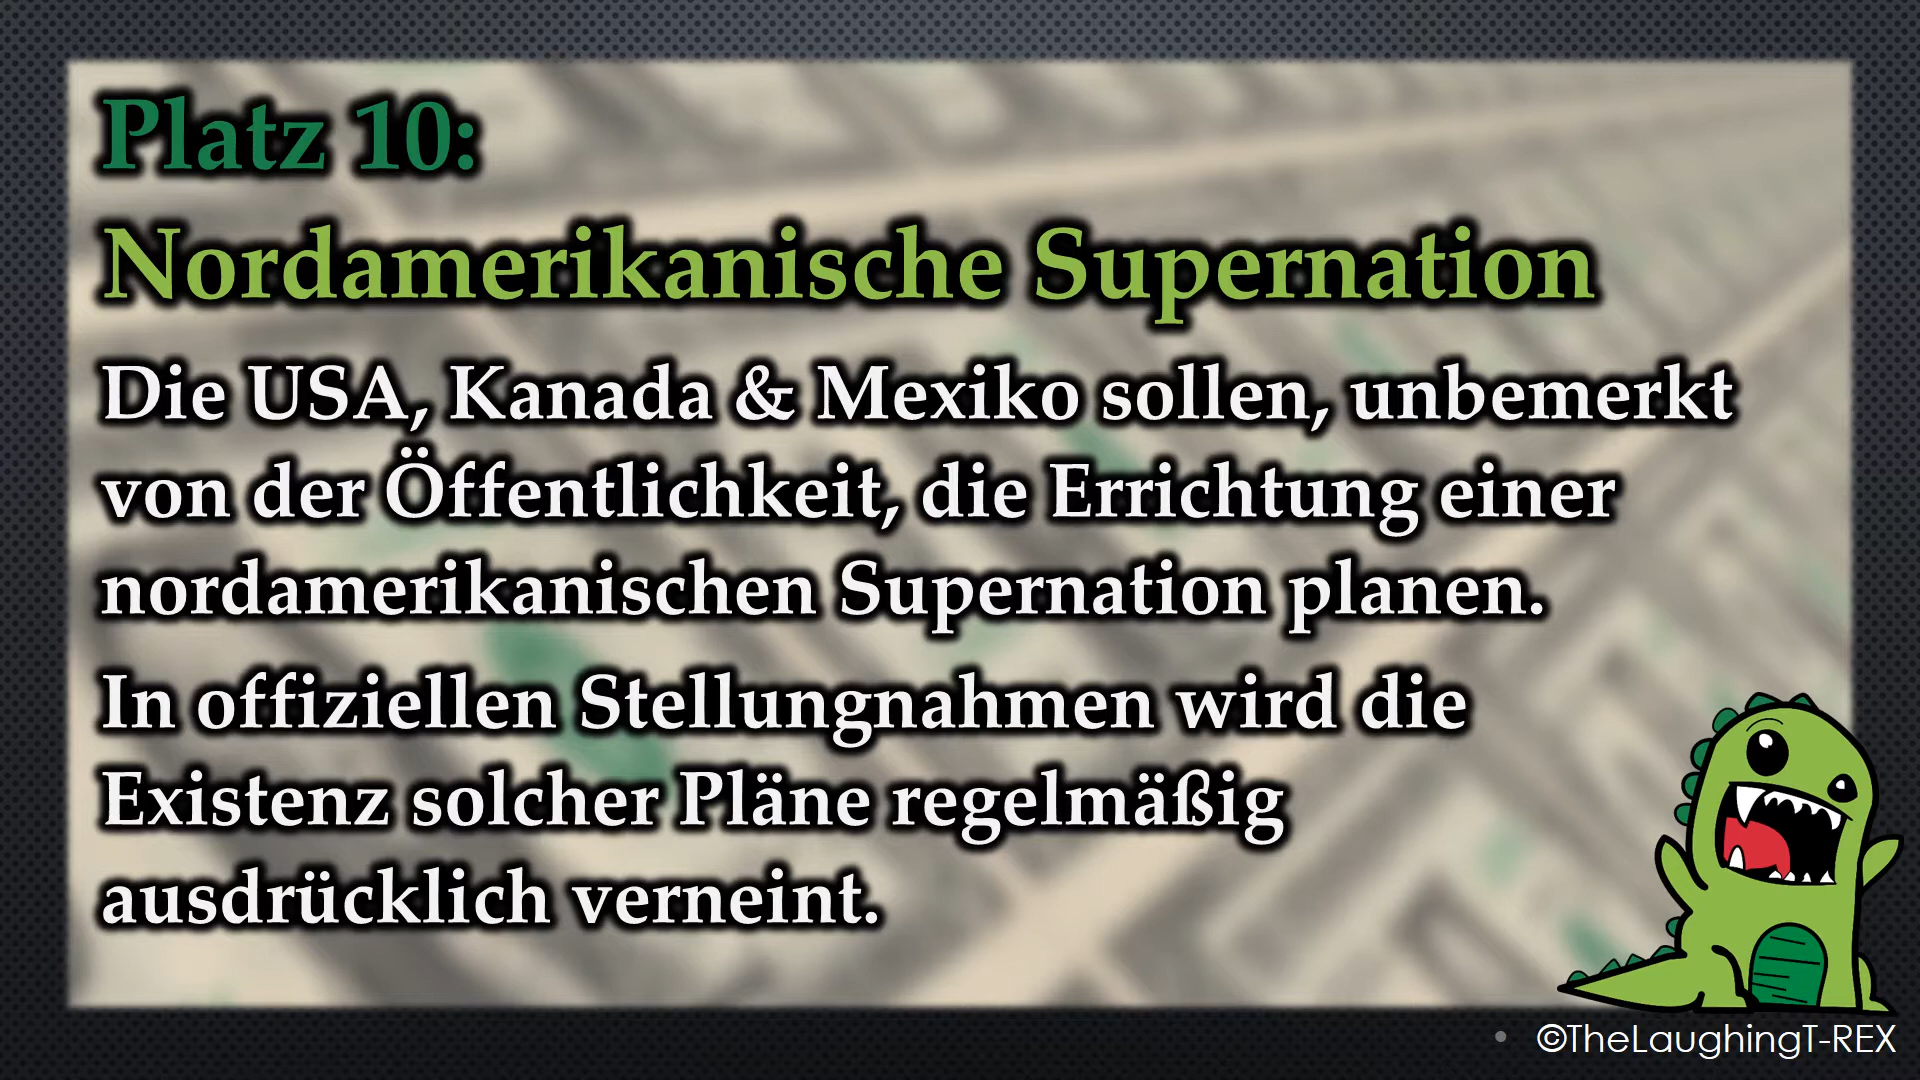 Platz 10:
Nordamerikanische Supernation
Die USA, Kanada & Mexiko sollen, unbemerkt
von der Öffentlichkeit, die Errichtung einer
nordamerikanischen Supernation planen.
In offiziellen Stellungnahmen wird die
Existenz solcher Pläne regelmäßig
ausdrücklich verneint.
• ©TheLaughingT-REX